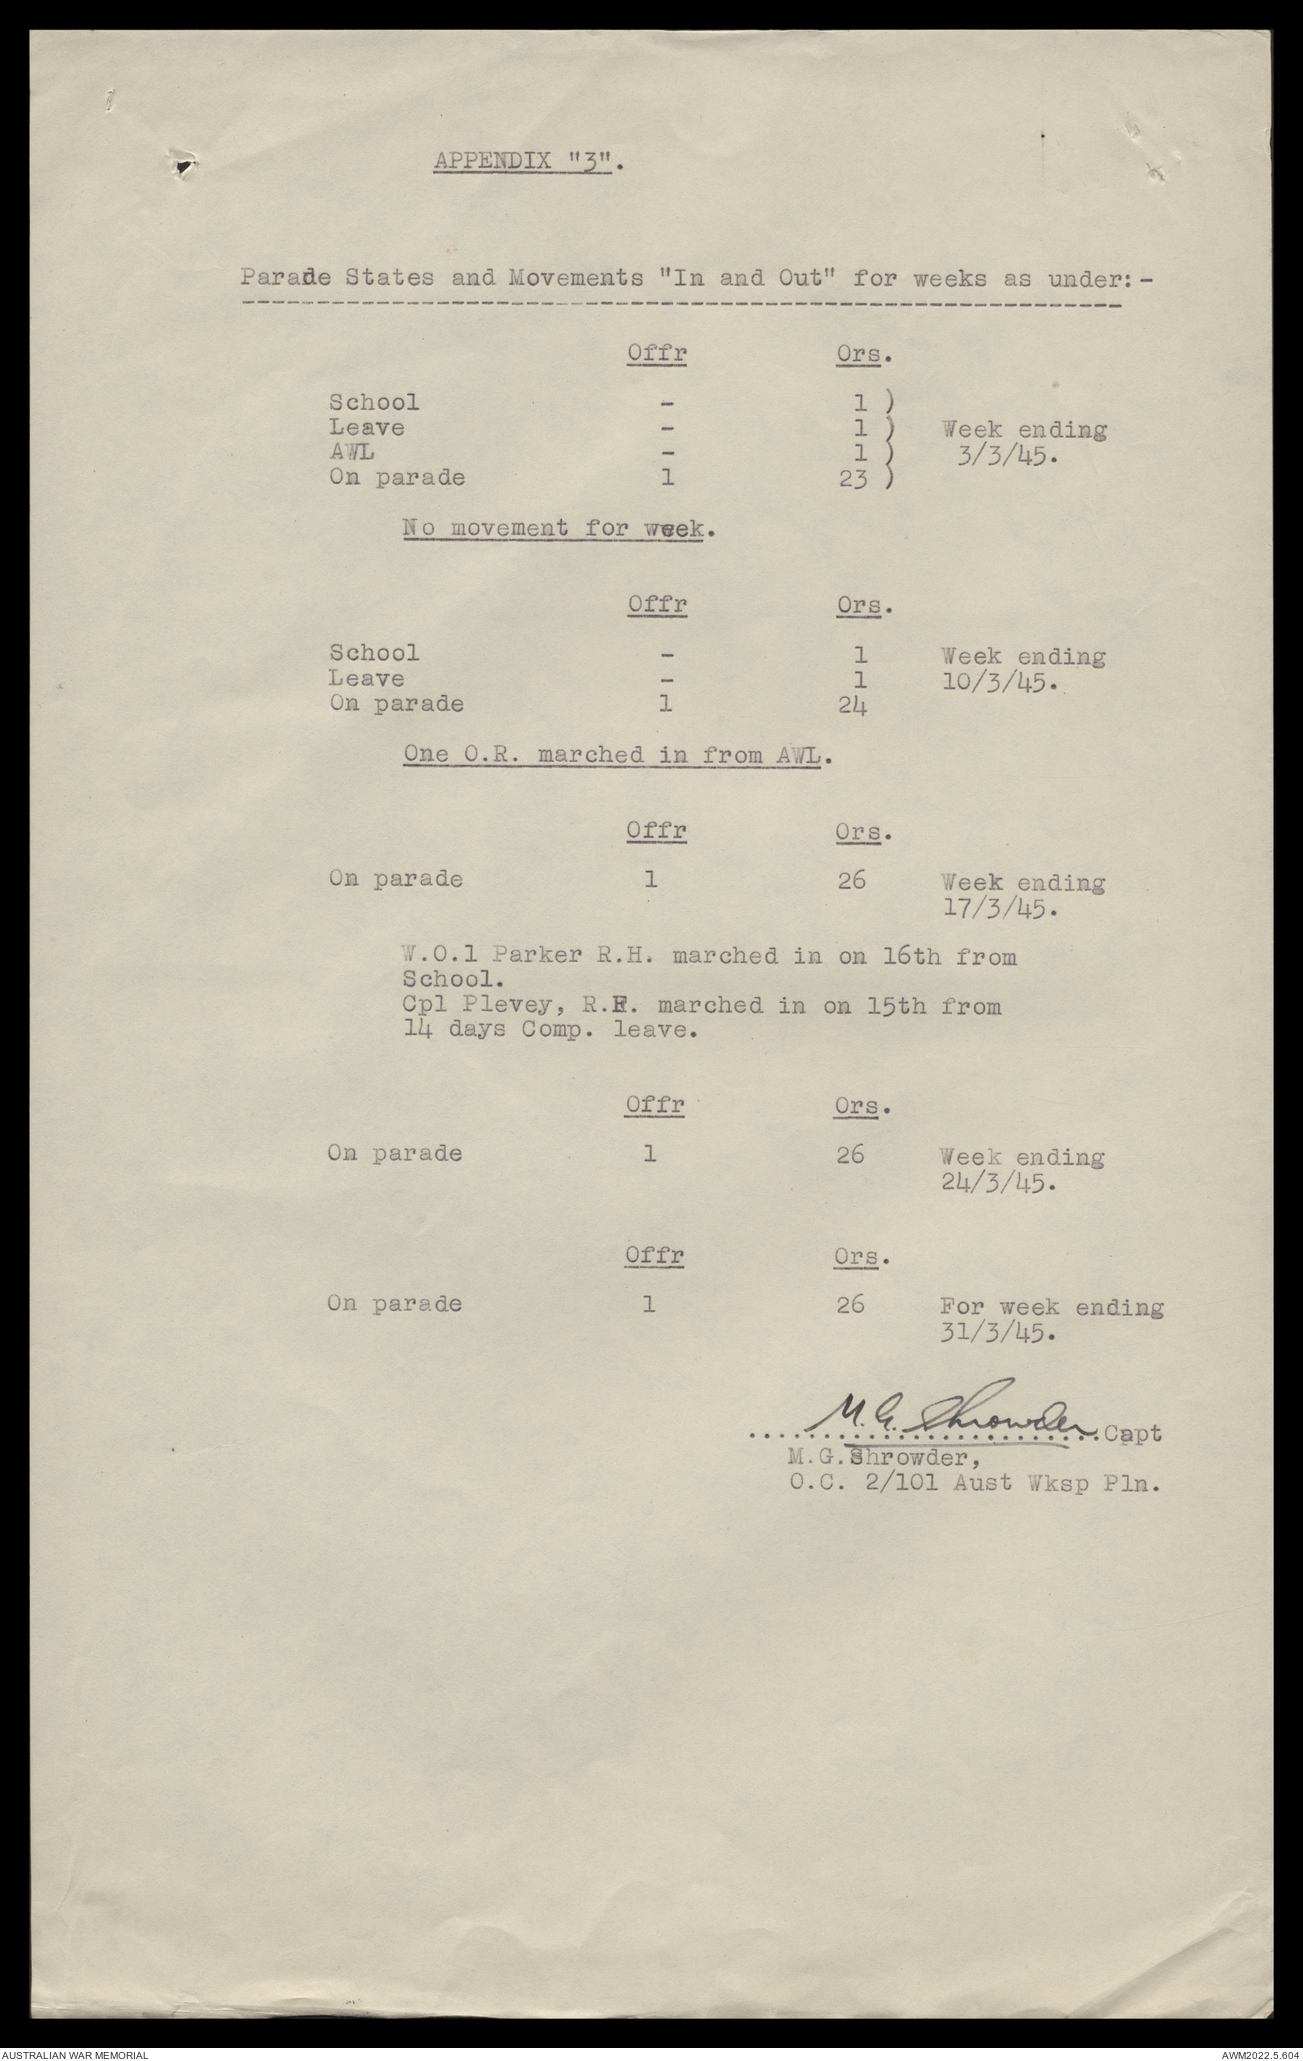 APPENDIX "3".
Parade States and Movements "In and Out" for weeks as under:-
Offr Ors.
School - 1 )
Leave - 1 ) Week ending
AWL - 1 ) 3/3/45.
On parade 1 23 )
No movement for week.
Offr Ors.
School - 1 Week ending
Leave - 1 10/3/45.
On parade 1 24
One O.R. marched in from AWL.
Offr Ors.
On parade 1 26 Week ending
17/3/45.
W.O.1 Parker R.H. marched in on 16th from
School.
Cpl Plevey, R.F. marched in on 15th from
14 days Comp. leave.
Offr Ors.
On parade 1 26 Week ending
24/3/45.
Offr Ors.
On parade 1 26 For week ending
31/3/45.
M.G. Shrowder
........................Capt
M.G.Shrowder,
O.C. 2/101 Aust Wksp Pln.
AUSTRALIAN WAR MEMORIAL AWM2022.5.604